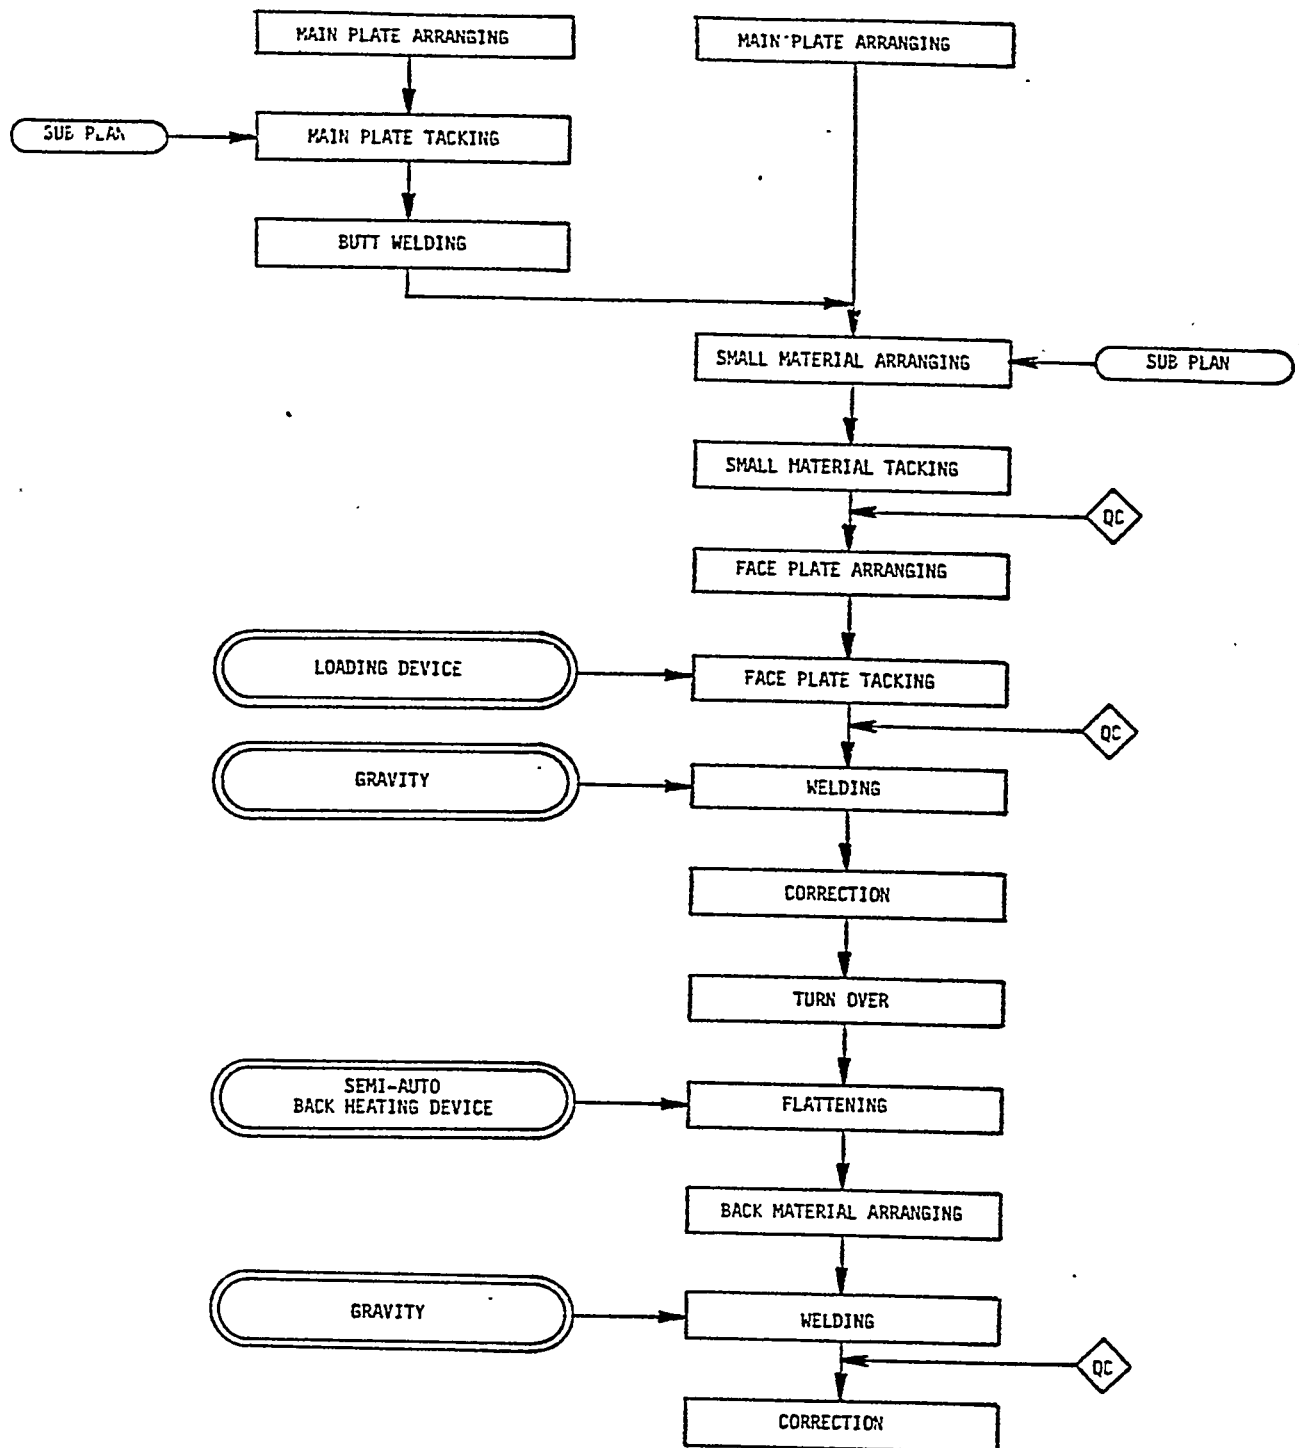 MAIN PLATE ARRANGING
MAIN PLATE ARRANGING
SUB PLAN
MAIN PLATE TACKING
BUTT WELDING
SMALL MATERIAL ARRANGING
SUB PLAN
SMALL MATERIAL TACKING
QC
FACE PLATE ARRANGING
LOADING DEVICE
FACE PLATE TACKING
QC
GRAVITY
WELDING
CORRECTION
TURN OVER
SEMI-AUTO
BACK HEATING DEVICE
FLATTENING
BACK MATERIAL ARRANGING
GRAVITY
WELDING
QC
CORRECTION